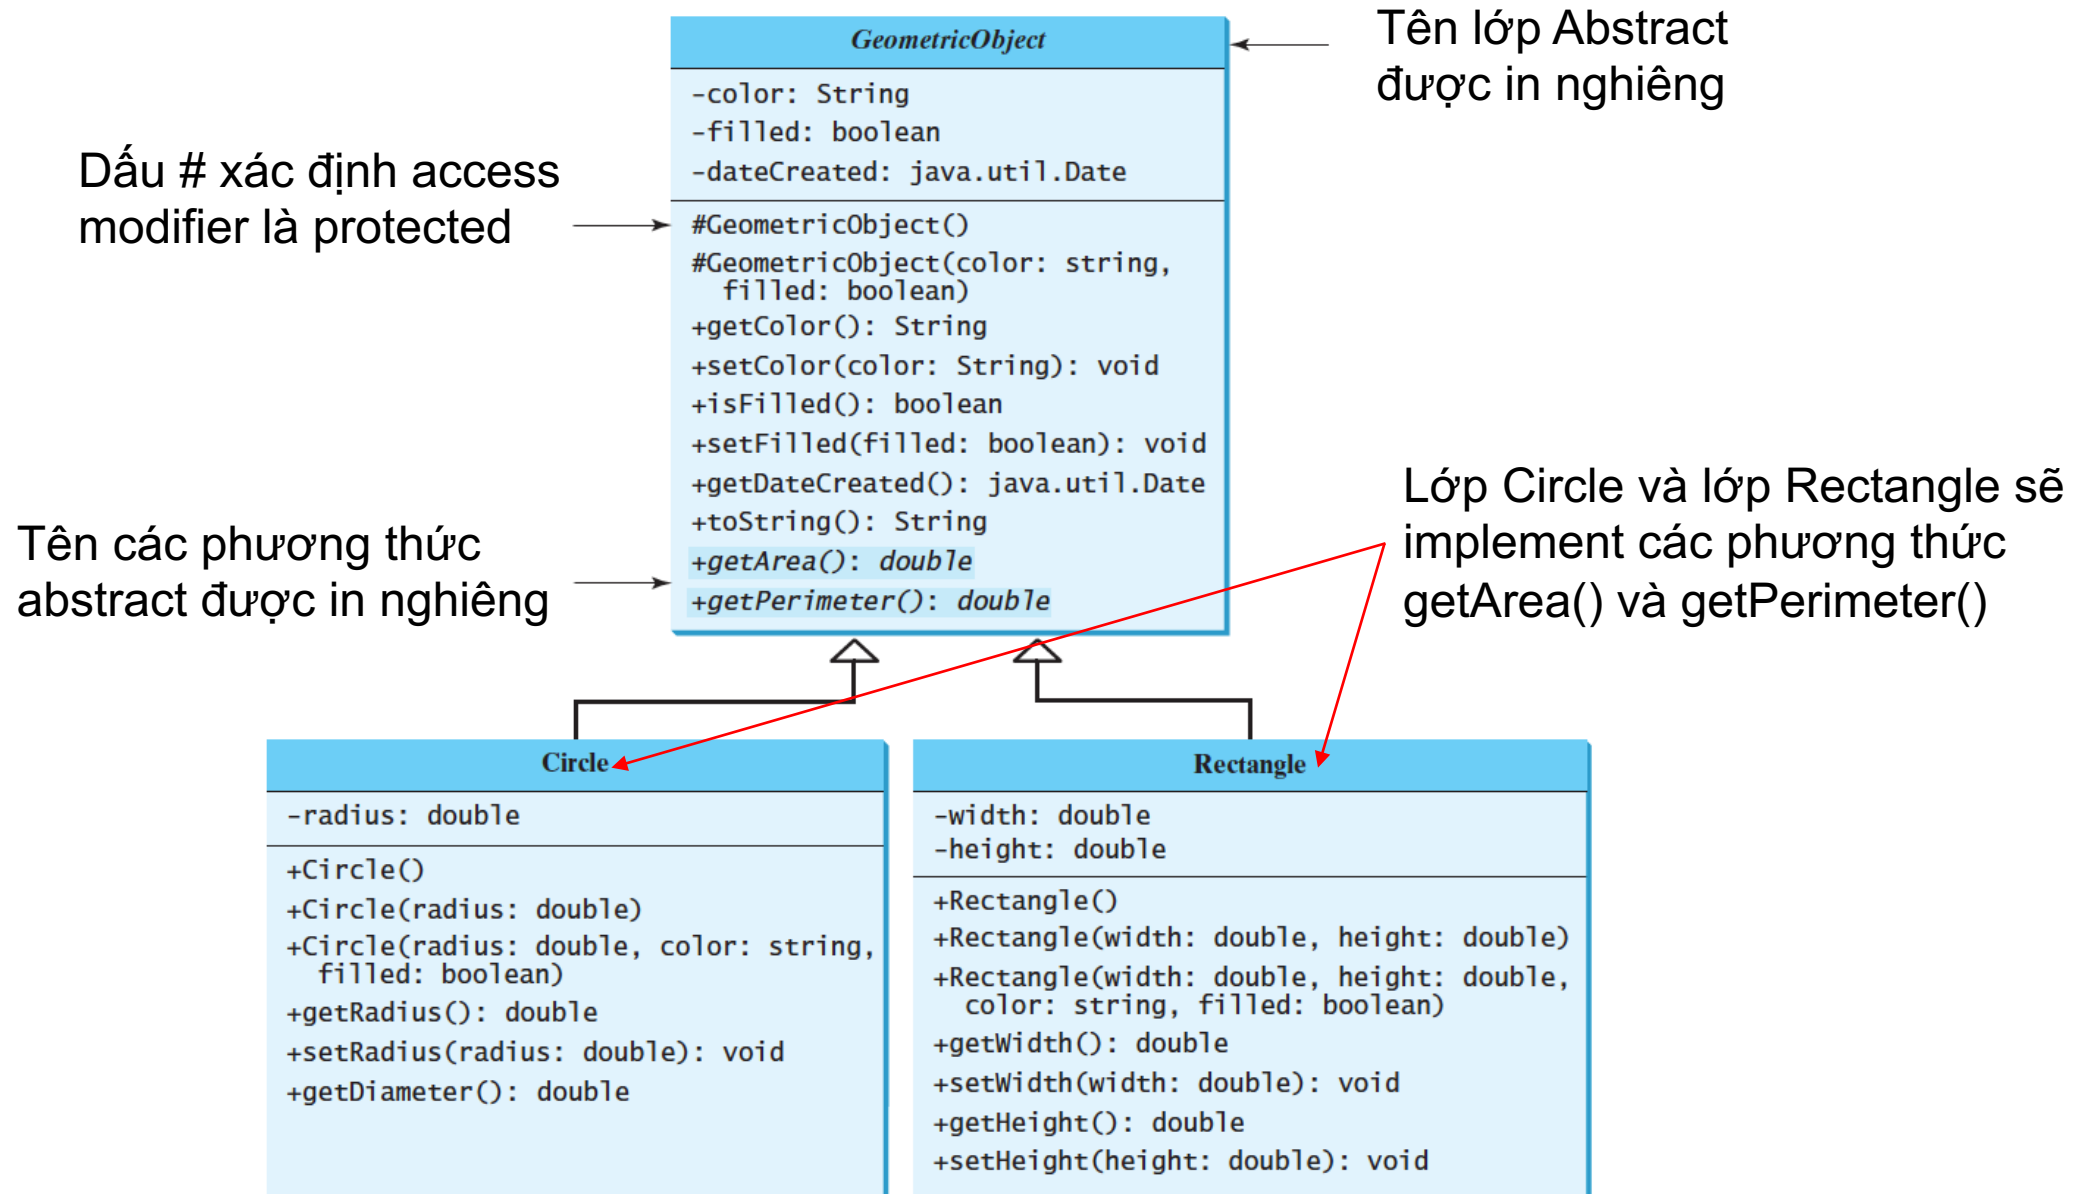 GeometricObject
-color: String
-filled: boolean
-dateCreated: java.util.Date
#GeometricObject()
#GeometricObject(color: string,
filled: boolean)
+getColor(): String
+setColor(color: String): void
+isFilled(): boolean
+setFilled(filled: boolean): void
+getDateCreated(): java.util.Date
+toString(): String
+getArea(): double
+getPerimeter(): double
Tên lớp Abstract
được in nghiêng
Dấu # xác định access
modifier là protected
Tên các phương thức
abstract được in nghiêng
Lớp Circle và lớp Rectangle sẽ
implement các phương thức
getArea() và getPerimeter()
Circle
-radius: double
+Circle()
+Circle(radius: double)
+Circle(radius: double, color: string,
filled: boolean)
+getRadius(): double
+setRadius(radius: double): void
+getDiameter(): double
Rectangle
-width: double
-height: double
+Rectangle()
+Rectangle(width: double, height: double)
+Rectangle(width: double, height: double,
color: string, filled: boolean)
+getWidth(): double
+setWidth(width: double): void
+getHeight(): double
+setHeight(height: double): void